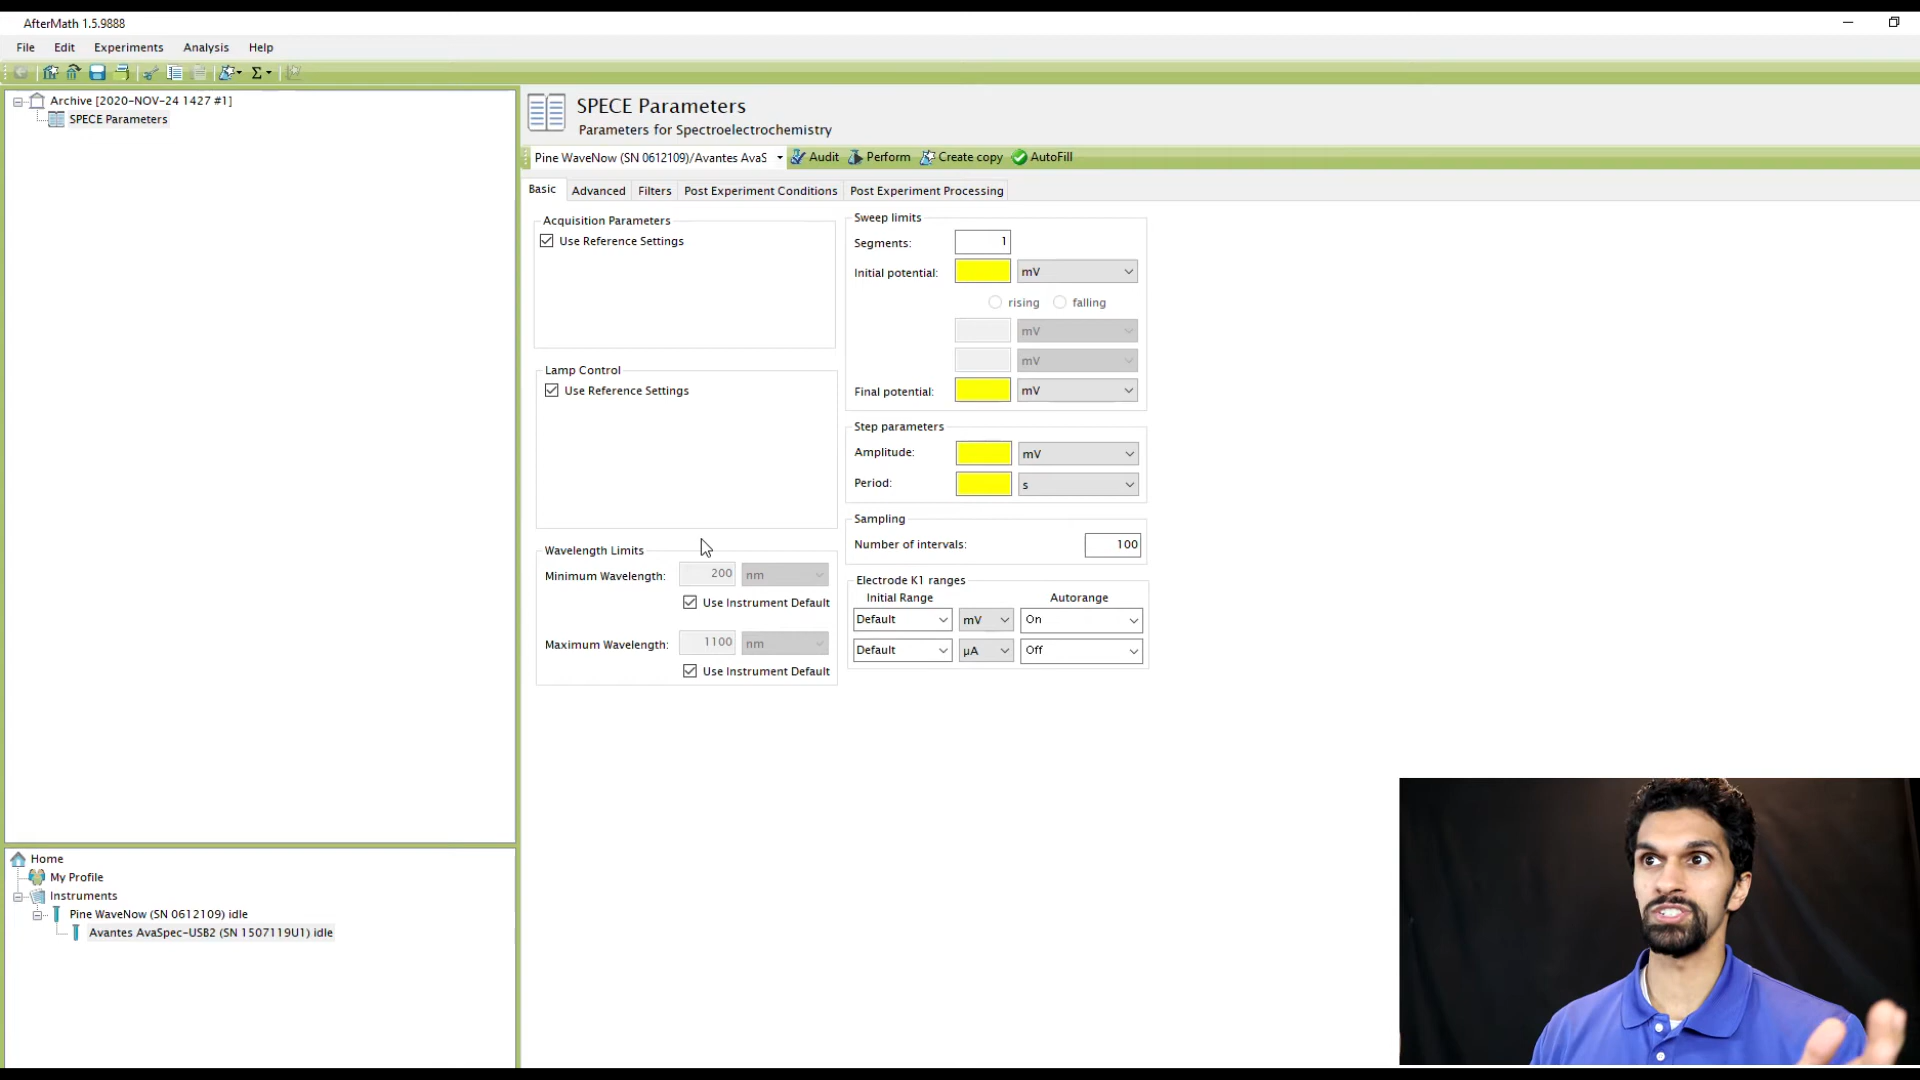 AfterMath 1.5.9888
File Edit Experiments Analysis Help
Archive [2020-NOV-24 1427 #1]
SPECE Parameters
SPECE Parameters
Parameters for Spectroelectrochemistry
Pine WaveNow (SN 0612109)/Avantes AvaS Audit Perform Create copy AutoFill
Basic Advanced Filters Post Experiment Conditions Post Experiment Processing
Acquisition Parameters
Use Reference Settings
Lamp Control
Use Reference Settings
Wavelength Limits
Minimum Wavelength: 200 nm
Use Instrument Default
Maximum Wavelength: 1100 nm
Use Instrument Default
Sweep limits
Segments: 1
Initial potential: mV
rising falling
mV
mV
Final potential: mV
Step parameters
Amplitude: mV
Period: s
Sampling
Number of intervals: 100
Electrode K1 ranges
Initial Range Autorange
Default mV On
Default µA Off
Home
My Profile
Instruments
Pine WaveNow (SN 0612109) idle
Avantes AvaSpec-USB2 (SN 1507119U1) idle